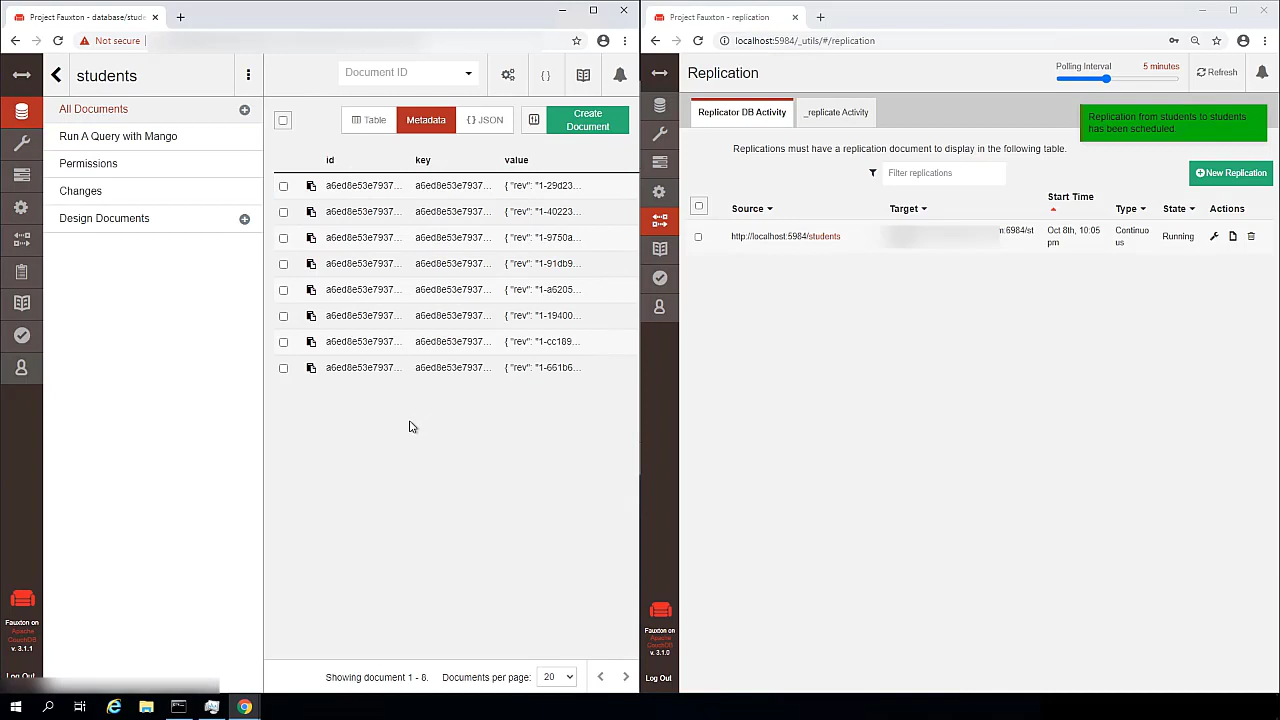 Project Fauxton - database/stude
Not secure
students
Document ID
{ }
All Documents
Run A Query with Mango
Permissions
Changes
Design Documents
Table
Metadata
{ } JSON
Create Document
id key value
a6ed8e53e7937... a6ed8e53e7937... { "rev": "1-29d23...
a6ed8e53e7937... a6ed8e53e7937... { "rev": "1-40223...
a6ed8e53e7937... a6ed8e53e7937... { "rev": "1-9750a...
a6ed8e53e7937... a6ed8e53e7937... { "rev": "1-91db9...
a6ed8e53e7937... a6ed8e53e7937... { "rev": "1-a6205...
a6ed8e53e7937... a6ed8e53e7937... { "rev": "1-19400...
a6ed8e53e7937... a6ed8e53e7937... { "rev": "1-cc189...
a6ed8e53e7937... a6ed8e53e7937... { "rev": "1-661b6...
Showing document 1 - 8. Documents per page: 20
Fauxton on
Apache
CouchDB
v. 3.1.1
Log Out
Project Fauxton - replication
localhost:5984/_utils/#/replication
Replication
Polling Interval 5 minutes
Refresh
Replicator DB Activity
_replicate Activity
Replication from students to students
has been scheduled.
Replications must have a replication document to display in the following table.
Filter replications
New Replication
Source Target Start Time Type State Actions
http://localhost:5984/students :6984/st Oct 8th, 10:05 pm Continuous Running
Fauxton on
Apache
CouchDB
v. 3.1.0
Log Out